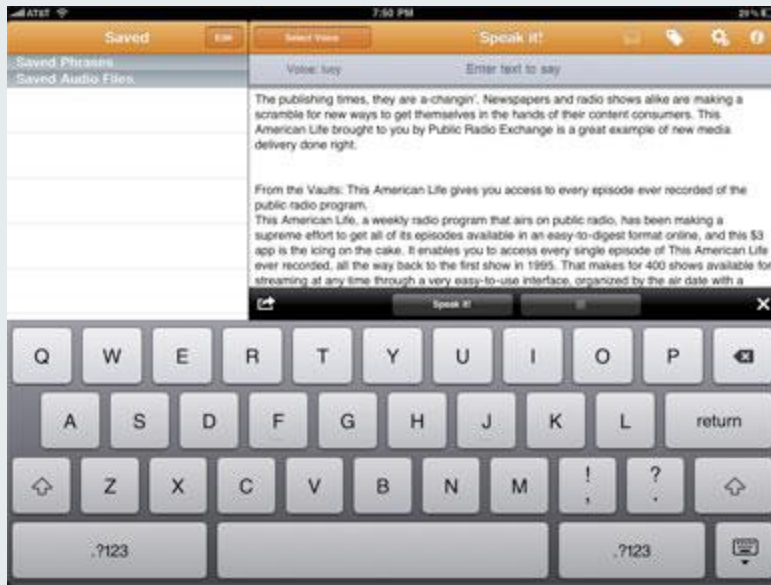 AT&T 7:50 PM
Saved Edit Select Voice Speak it!
Saved Phrases
Saved Audio Files
Voice: Ivey Enter text to say
The publishing times, they are a-changin'. Newspapers and radio shows alike are making a
scramble for new ways to get themselves in the hands of their content consumers. This
American Life brought to you by Public Radio Exchange is a great example of new media
delivery done right.
From the Vaults: This American Life gives you access to every episode ever recorded of the
public radio program.
This American Life, a weekly radio program that airs on public radio, has been making a
supreme effort to get all of its episodes available in an easy-to-digest format online, and this $3
app is the icing on the cake. It enables you to access every single episode of This American Life
ever recorded, all the way back to the first show in 1995. That makes for 400 shows available for
streaming at any time through a very easy-to-use interface, organized by the air date with a
Speak it!
Q W E R T Y U I O P
A S D F G H J K L return
Z X C V B N M ! , ? .
.?123 .?123